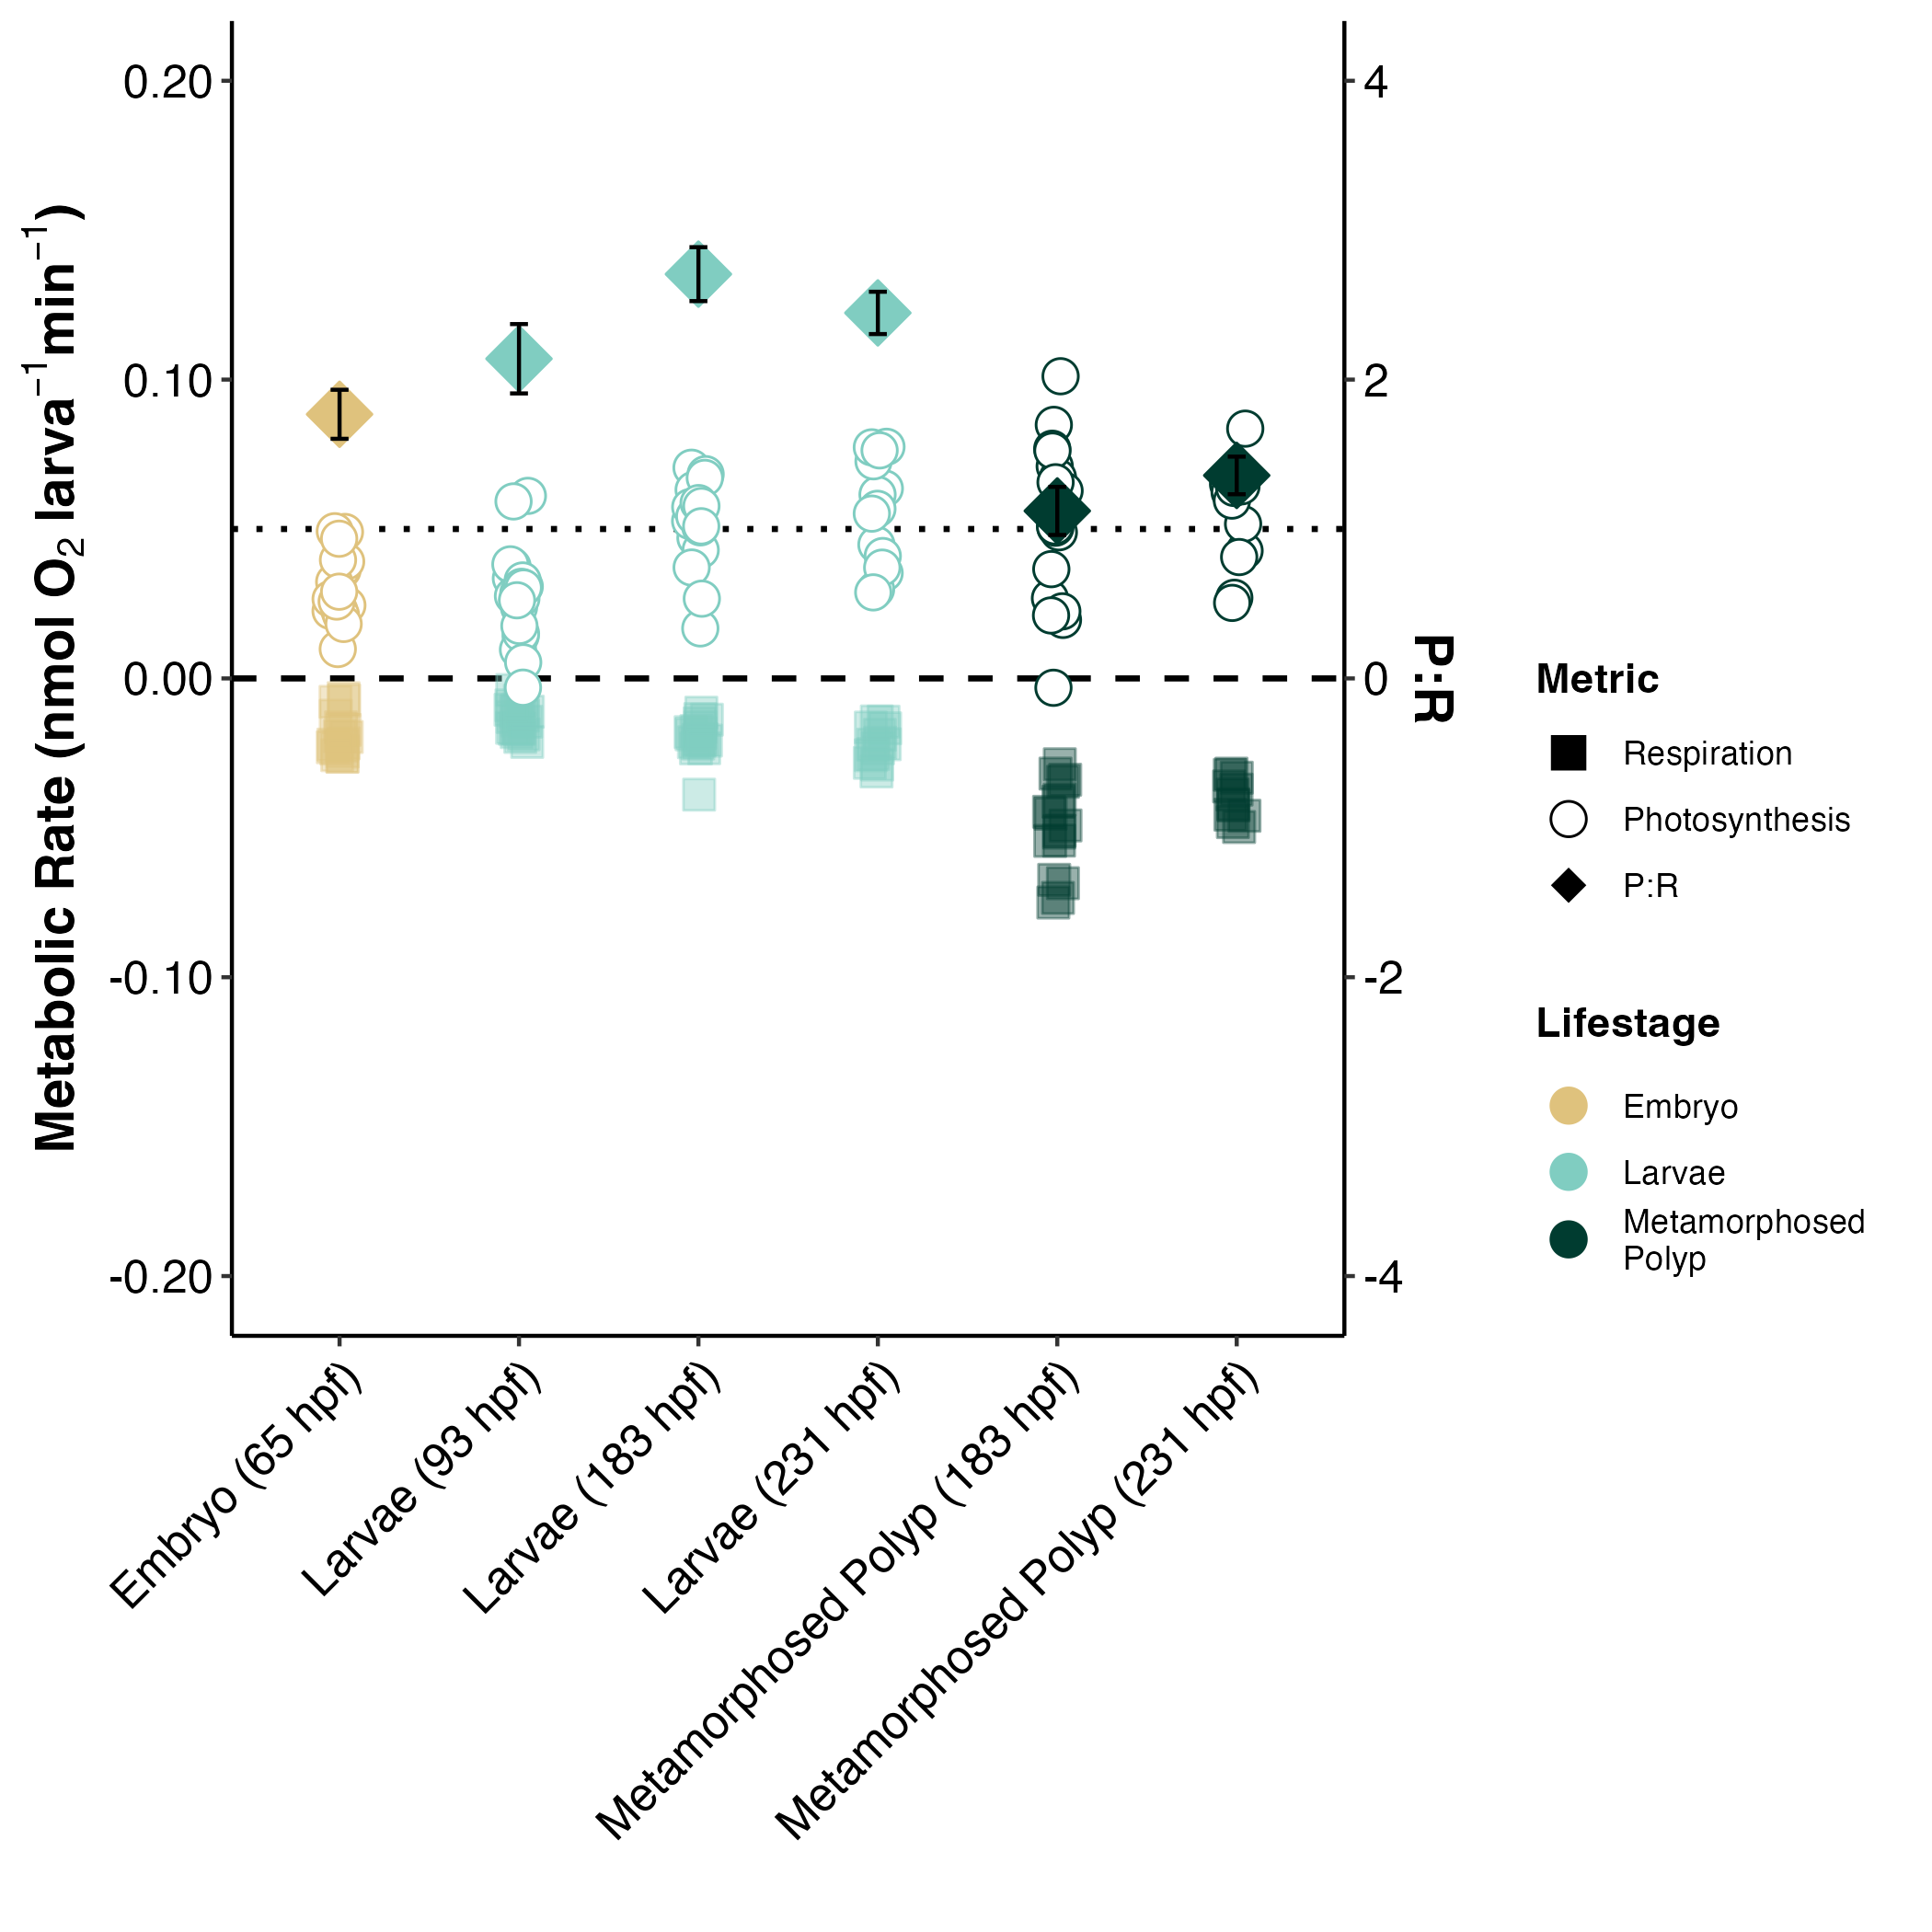 Metabolic Rate (nmol O₂ larva⁻¹min⁻¹)
0.20
0.10
0.00
-0.10
-0.20
4
2
0
-2
-4
P:R
Embryo (65 hpf)
Larvae (93 hpf)
Larvae (183 hpf)
Larvae (231 hpf)
Metamorphosed Polyp (183 hpf)
Metamorphosed Polyp (231 hpf)
Metric
Respiration
Photosynthesis
P:R
Lifestage
Embryo
Larvae
Metamorphosed
Polyp